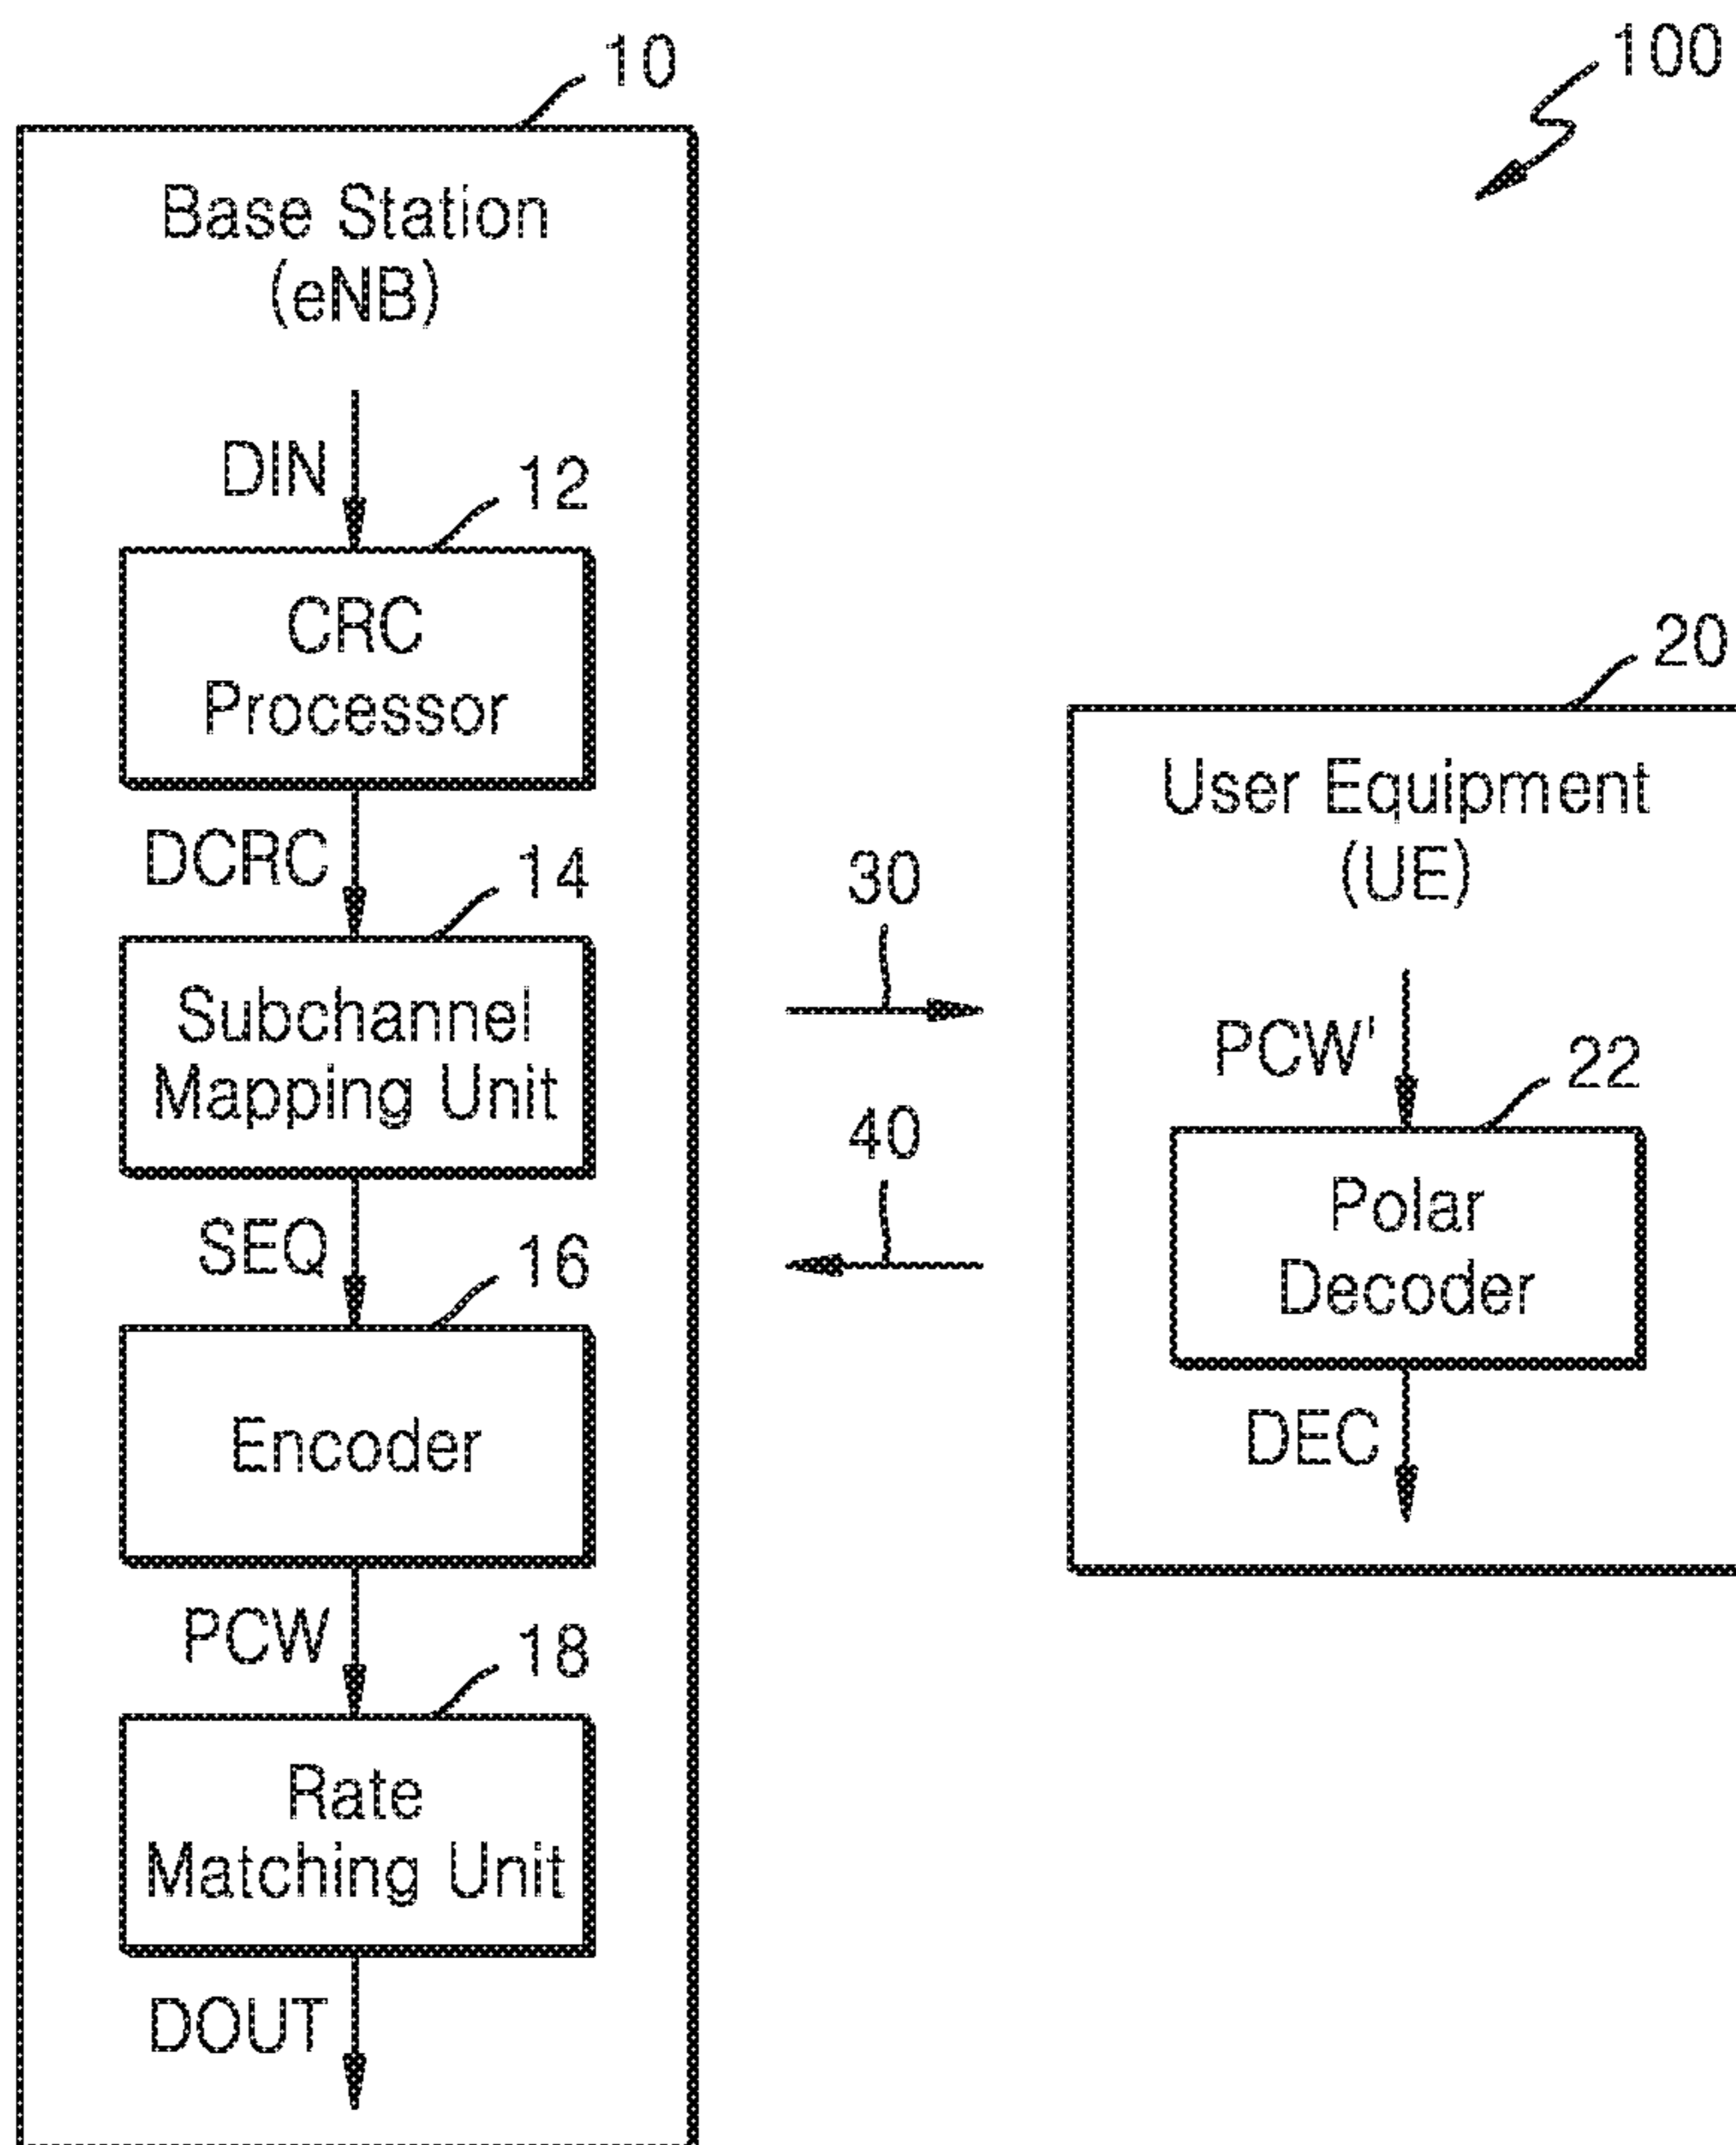 100
10
Base Station
(eNB)
DIN
12
CRC
Processor
DCRC
14
Subchannel
Mapping Unit
SEQ
16
Encoder
PCW
18
Rate
Matching Unit
DOUT
30
40
20
User Equipment
(UE)
PCW'
22
Polar
Decoder
DEC